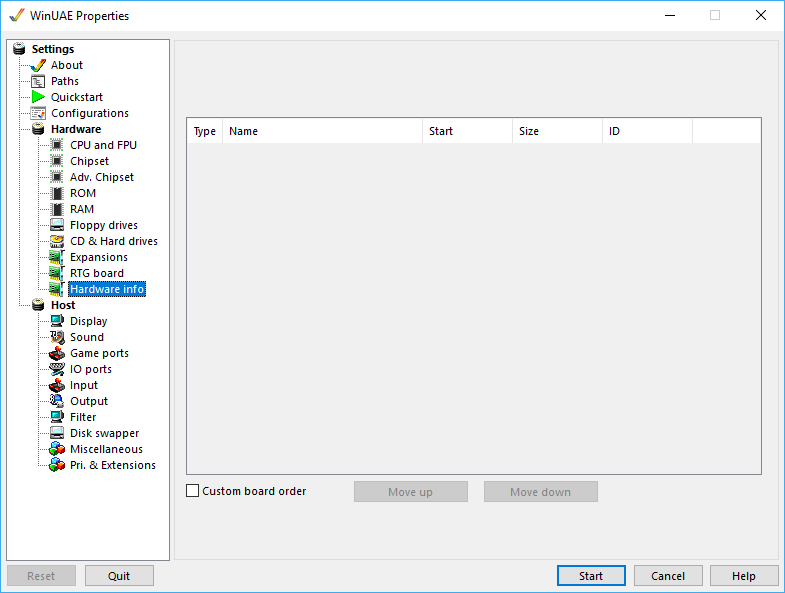 WinUAE Properties
Settings
About
Paths
Quickstart
Configurations
Hardware
CPU and FPU
Chipset
Adv. Chipset
ROM
RAM
Floppy drives
CD & Hard drives
Expansions
RTG board
Hardware info
Host
Display
Sound
Game ports
IO ports
Input
Output
Filter
Disk swapper
Miscellaneous
Pri. & Extensions
Type Name Start Size ID
Custom board order Move up Move down
Reset Quit Start Cancel Help